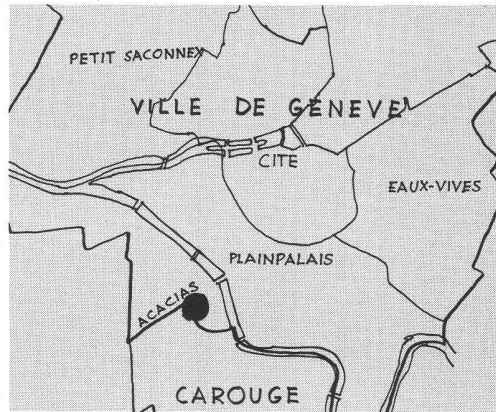 PETIT SACONNEX
VILLE DE GENEVE
CITE
EAUX-VIVES
PLAINPALAIS
ACACIAS
CAROUGE